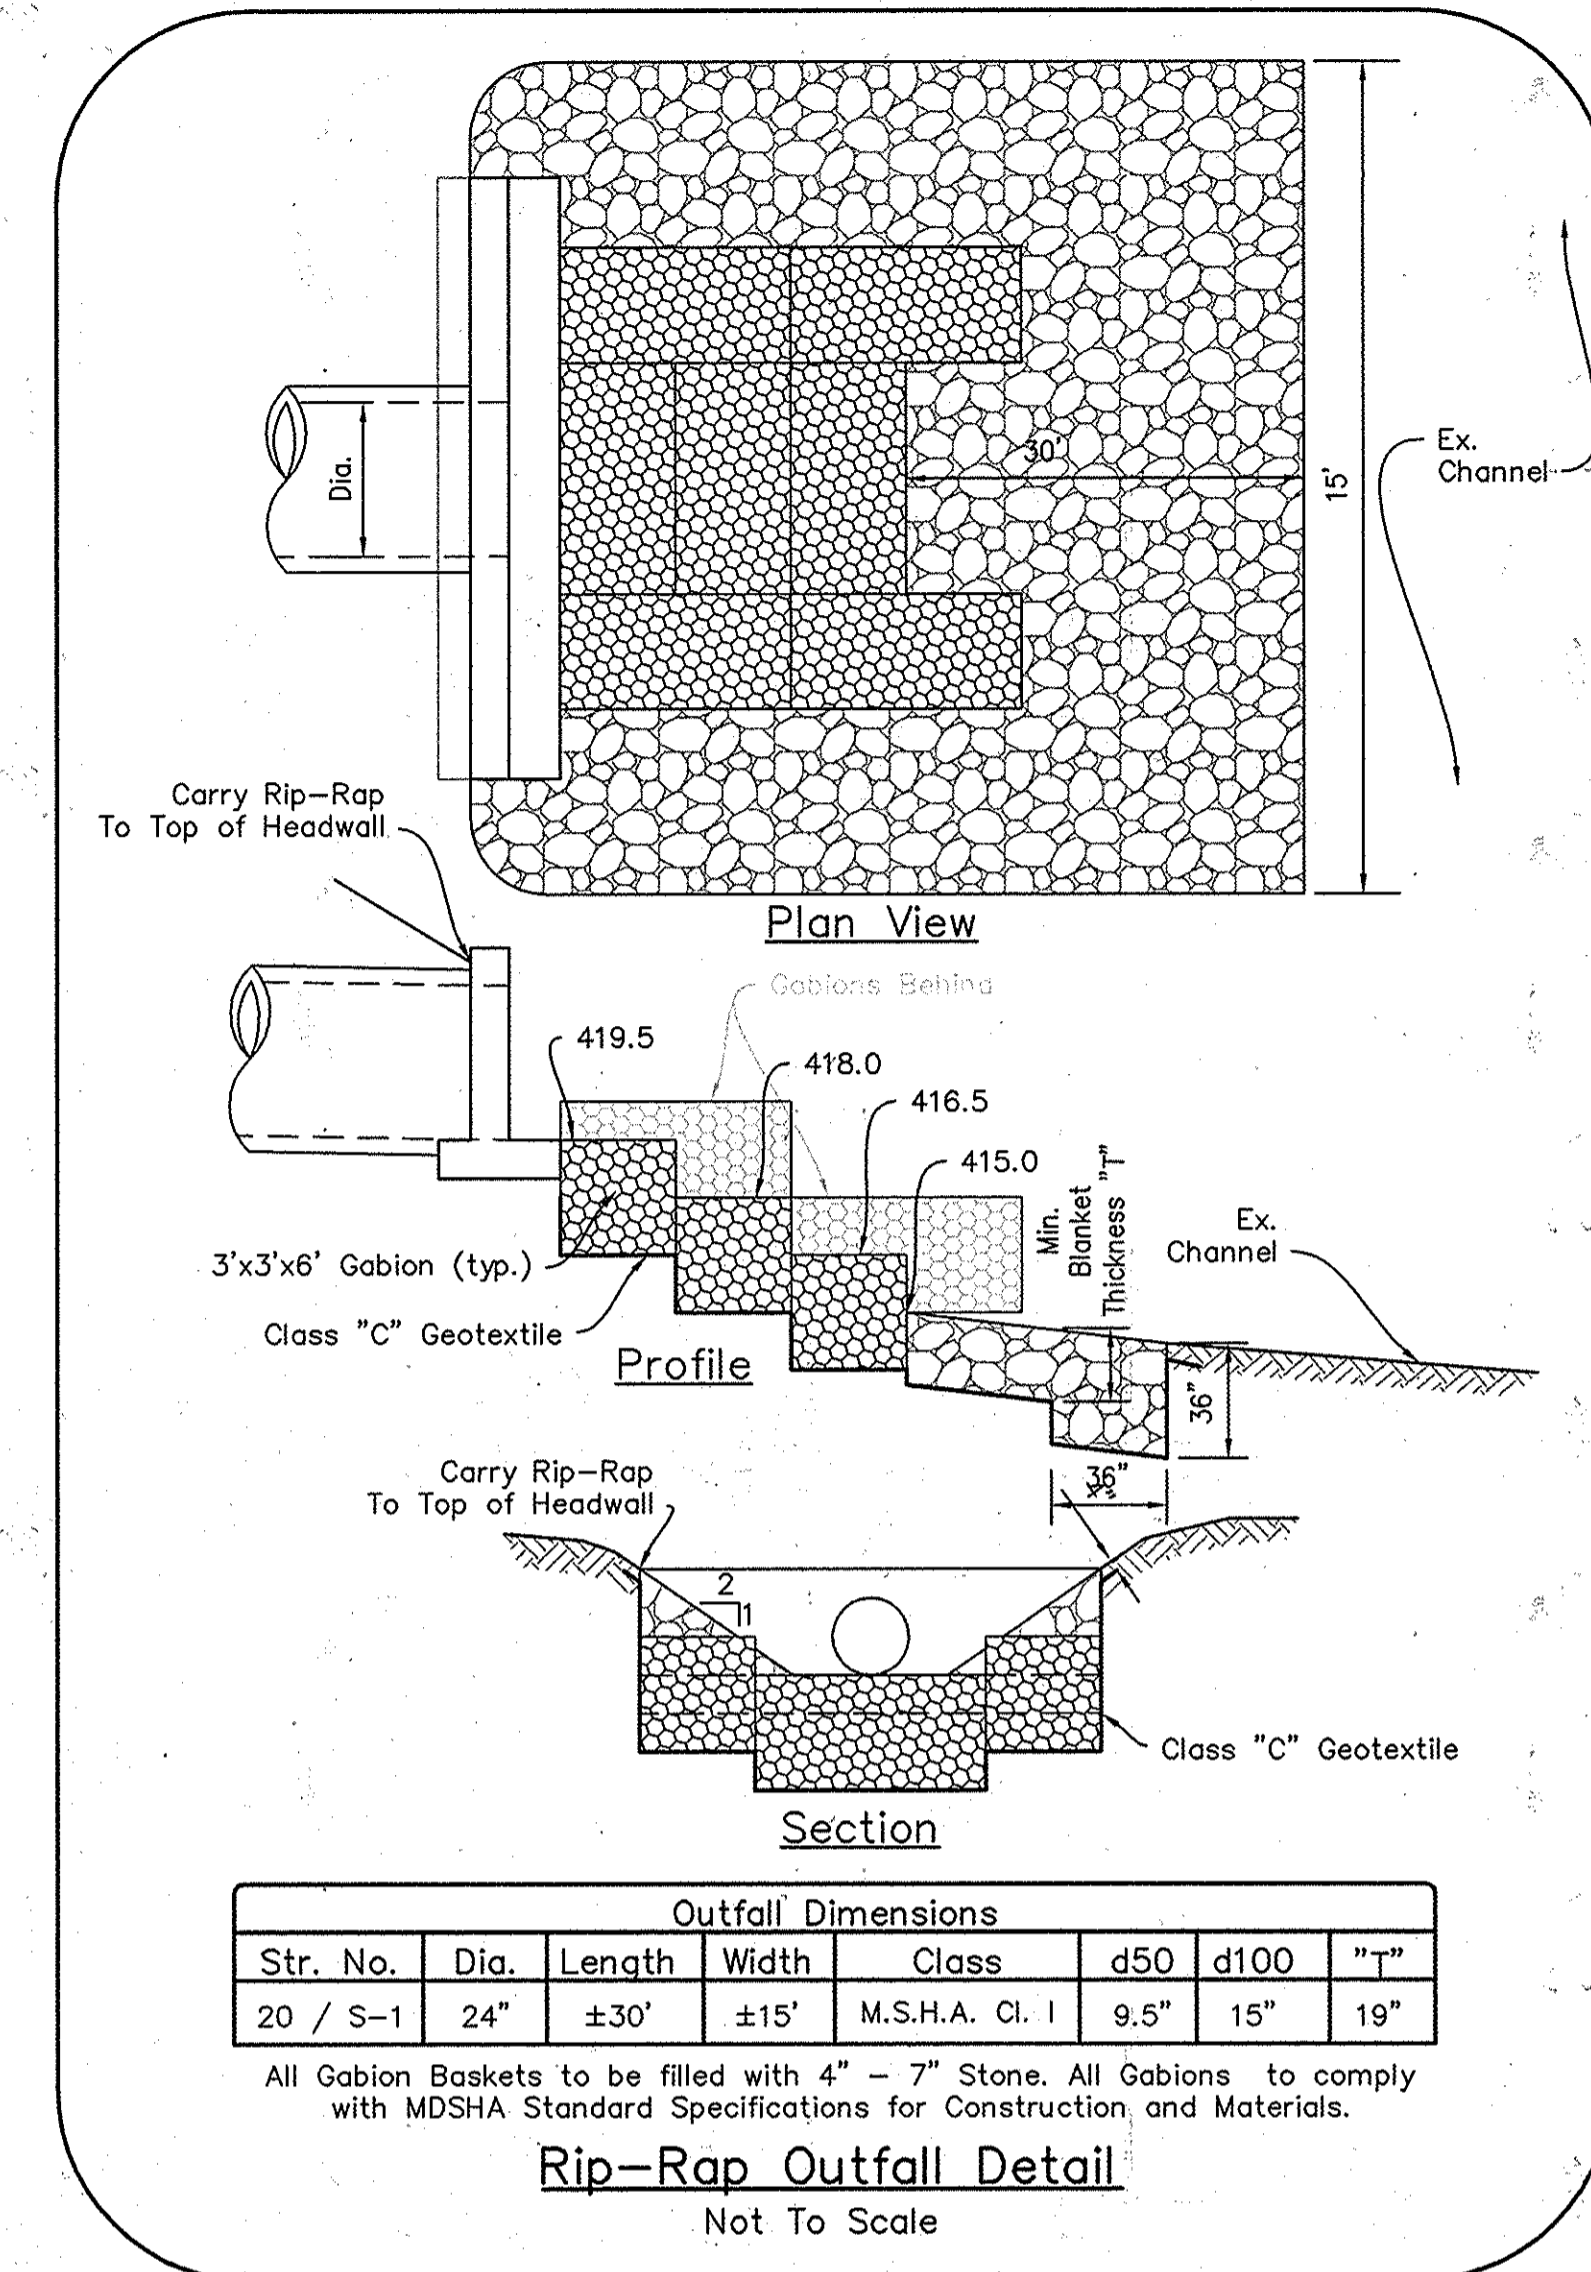 Dia.
30'
15'
Ex.
Channel
Carry Rip-Rap
To Top of Headwall
Plan View
Gabions Behind
419.5
418.0
416.5
415.0
Min.
Blanket
Thickness "T"
Ex.
Channel
3'x3'x6' Gabion (typ.)
Class "C" Geotextile
Profile
36"
36"
Carry Rip-Rap
To Top of Headwall
2
1
Class "C" Geotextile
Section
Outfall Dimensions
Str. No. Dia. Length Width Class d50 d100 "T"
20 / S-1 24" ±30' ±15' M.S.H.A. Cl. I 9.5" 15" 19"
All Gabion Baskets to be filled with 4" - 7" Stone. All Gabions to comply
with MDSHA Standard Specifications for Construction and Materials.
Rip-Rap Outfall Detail
Not To Scale